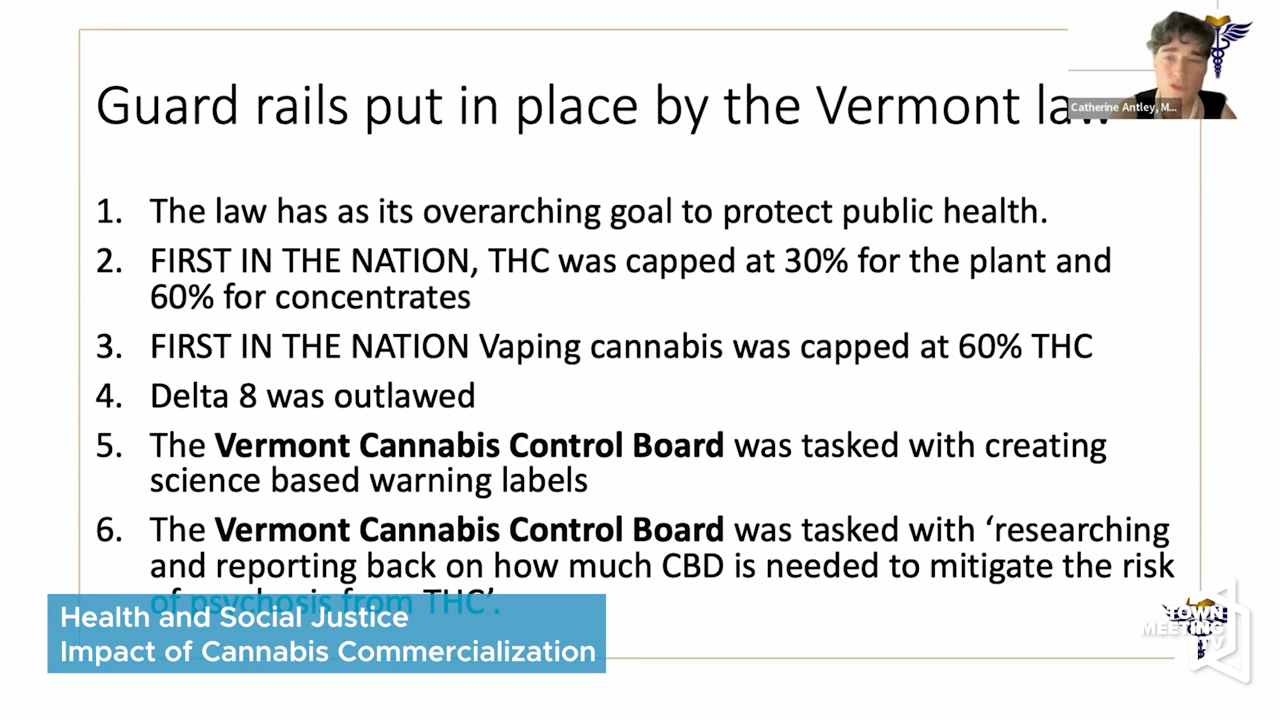 Guard rails put in place by the Vermont law
Catherine Antley, M...
1. The law has as its overarching goal to protect public health.
2. FIRST IN THE NATION, THC was capped at 30% for the plant and
60% for concentrates
3. FIRST IN THE NATION Vaping cannabis was capped at 60% THC
4. Delta 8 was outlawed
5. The Vermont Cannabis Control Board was tasked with creating
science based warning labels
6. The Vermont Cannabis Control Board was tasked with ‘researching
and reporting back on how much CBD is needed to mitigate the risk
of psychosis from THC’.
Health and Social Justice
Impact of Cannabis Commercialization
TOWN
MEETING
TV